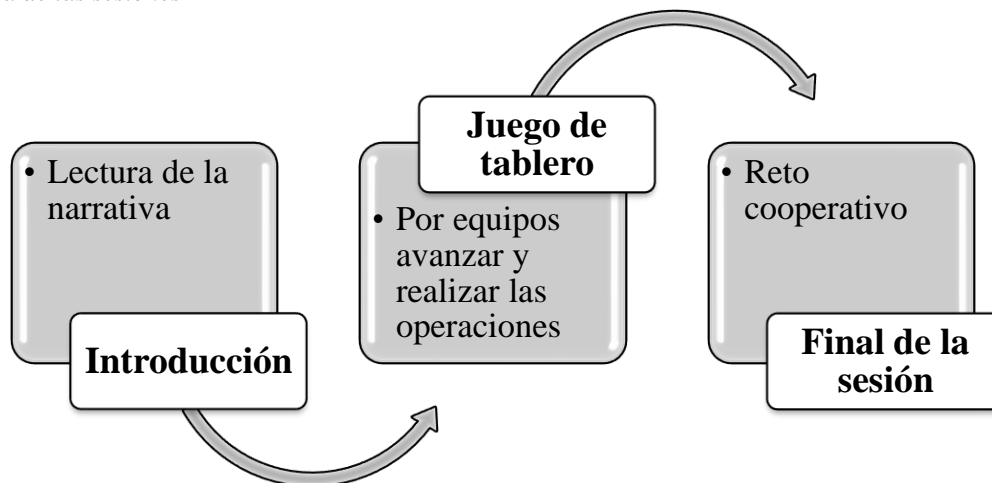 • Lectura de la
narrativa
Introducción
Juego de
tablero
• Por equipos
avanzar y
realizar las
operaciones
• Reto
cooperativo
Final de la
sesión